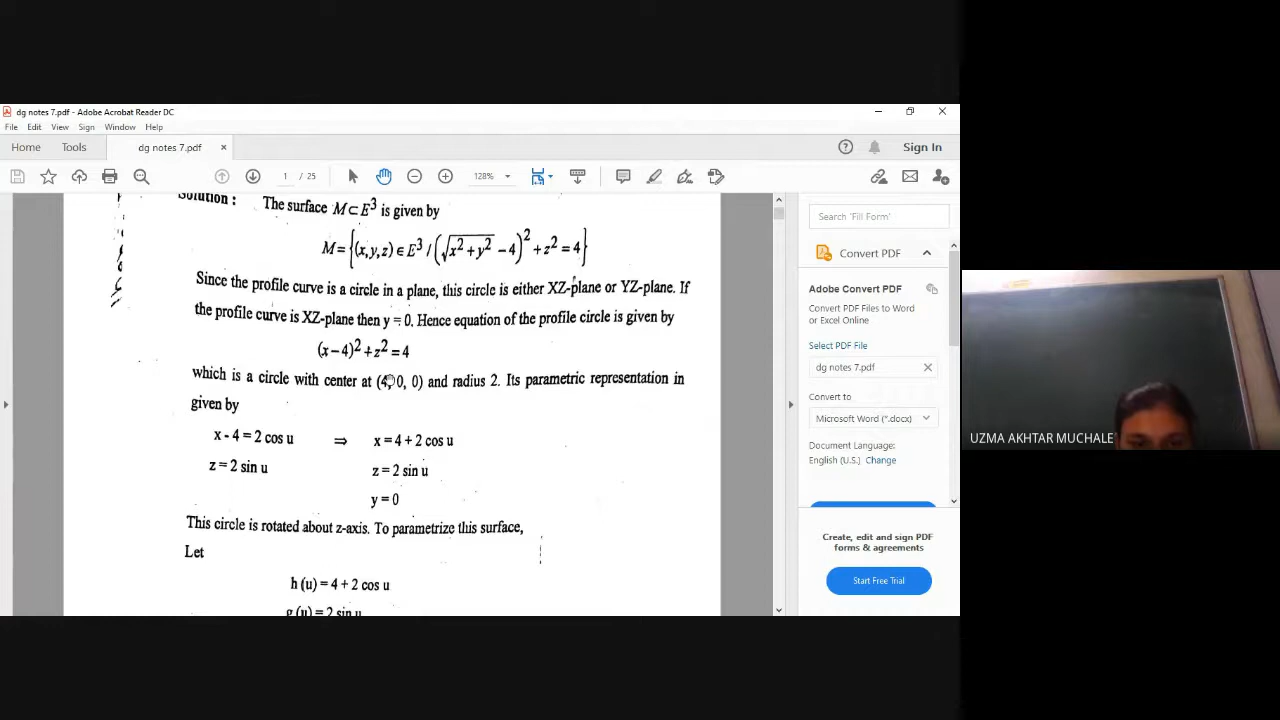 dg notes 7.pdf - Adobe Acrobat Reader DC
File Edit View Sign Window Help
Home Tools dg notes 7.pdf × Sign In
1 / 25 128%
Solution : The surface M⊂E³ is given by
M = {(x,y,z) ∈ E³ / (√x² + y² − 4)² + z² = 4}
Since the profile curve is a circle in a plane, this circle is either XZ-plane or YZ-plane. If
the profile curve is XZ-plane then y = 0. Hence equation of the profile circle is given by
(x − 4)² + z² = 4
which is a circle with center at (4, 0, 0) and radius 2. Its parametric representation in
given by
x - 4 = 2 cos u ⇒ x = 4 + 2 cos u
z = 2 sin u z = 2 sin u
y = 0
This circle is rotated about z-axis. To parametrize this surface,
Let
h (u) = 4 + 2 cos u
g (u) = 2 sin u
Search 'Fill Form'
Convert PDF
Adobe Convert PDF
Convert PDF Files to Word
or Excel Online
Select PDF File
dg notes 7.pdf
Convert to
Microsoft Word (*.docx)
Document Language:
English (U.S.) Change
Create, edit and sign PDF
forms & agreements
Start Free Trial
UZMA AKHTAR MUCHALE